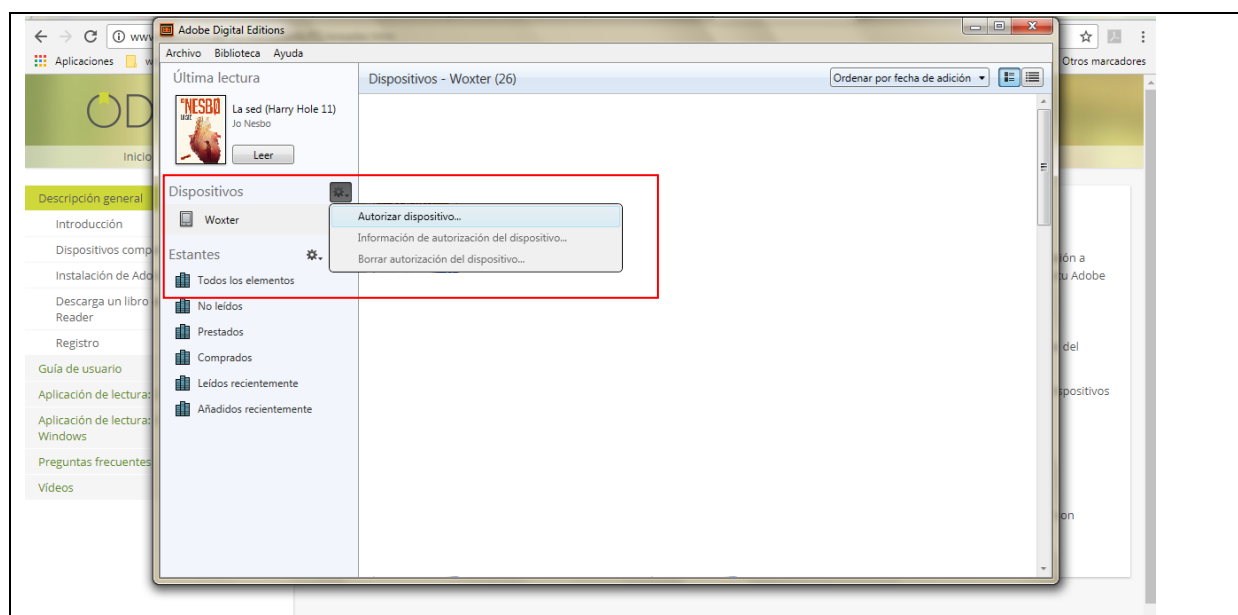 Adobe Digital Editions
www
Archivo Biblioteca Ayuda
Aplicaciones w
Otros marcadores
Última lectura
Dispositivos - Woxter (26)
Ordenar por fecha de adición
NESBØ
La sed (Harry Hole 11)
Jo Nesbo
Leer
OD
Inicio
Dispositivos
Woxter
Autorizar dispositivo...
Información de autorización del dispositivo...
Borrar autorización del dispositivo...
Estantes
Todos los elementos
No leídos
Prestados
Comprados
Leídos recientemente
Añadidos recientemente
Descripción general
Introducción
Dispositivos comp
Instalación de Ado
Descarga un libro
Reader
Registro
Guía de usuario
Aplicación de lectura:
Aplicación de lectura:
Windows
Preguntas frecuentes
Vídeos
ión a
tu Adobe
del
spositivos
on